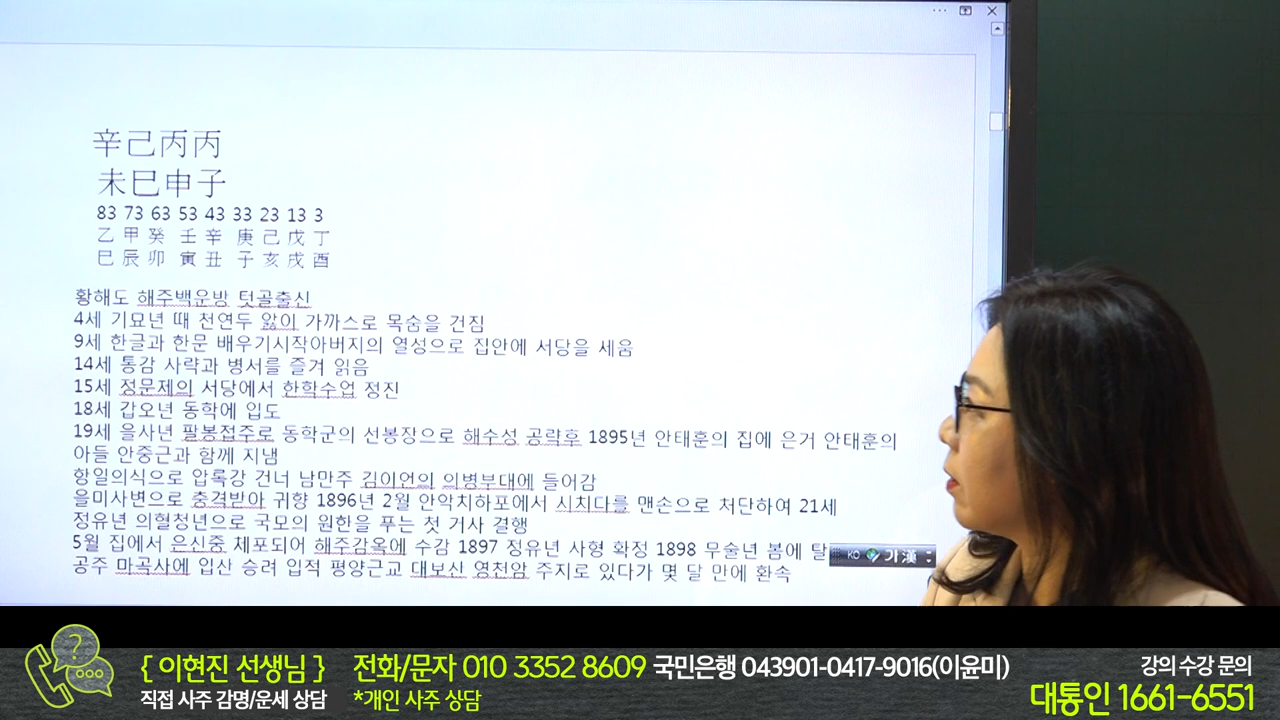 辛己丙丙
未巳申子
83 73 63 53 43 33 23 13 3
乙 甲 癸 壬 辛 庚 己 戊 丁
巳 辰 卯 寅 丑 子 亥 戌 酉
황해도 해주백운방 텃골출신
4세 기묘년 때 천연두 앓이 가까스로 목숨을 건짐
9세 한글과 한문 배우기시작아버지의 열성으로 집안에 서당을 세움
14세 통감 사략과 병서를 즐겨 읽음
15세 정문제의 서당에서 한학수업 정진
18세 갑오년 동학에 입도
19세 을사년 팔봉접주로 동학군의 선봉장으로 해수성 공략후 1895년 안태훈의 집에 은거 안태훈의
아들 안중근과 함께 지냄
항일의식으로 압록강 건너 남만주 김이언의 의병부대에 들어감
을미사변으로 충격받아 귀향 1896년 2월 안악치하포에서 시치다를 맨손으로 처단하여 21세
정유년 의혈청년으로 국모의 원한을 푸는 첫 거사 결행
5월 집에서 은신중 체포되어 해주감옥에 수감 1897 정유년 사형 확정 1898 무술년 봄에 탈
공주 마곡사에 입산 승려 입적 평양근교 대보산 영천암 주지로 있다가 몇 달 만에 환속
KO 가 漢
{ 이현진 선생님 } 전화/문자 010 3352 8609 국민은행 043901-0417-9016(이윤미) 강의 수강 문의
직접 사주 감명/운세 상담 *개인 사주 상담 대통인 1661-6551